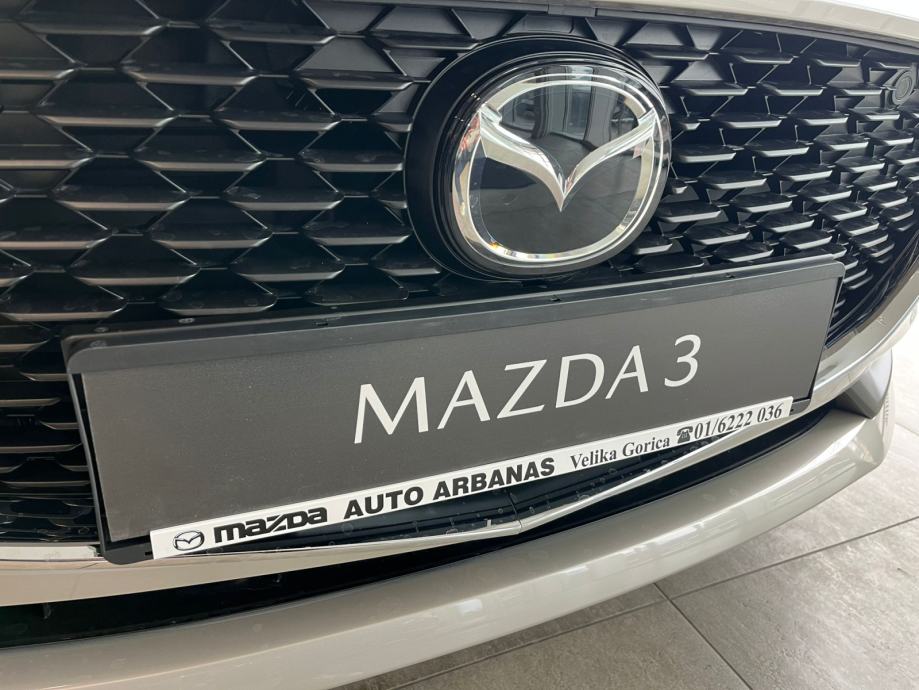 MAZDA 3
mazda AUTO ARBANAS Velika Gorica ☎01/6222 036